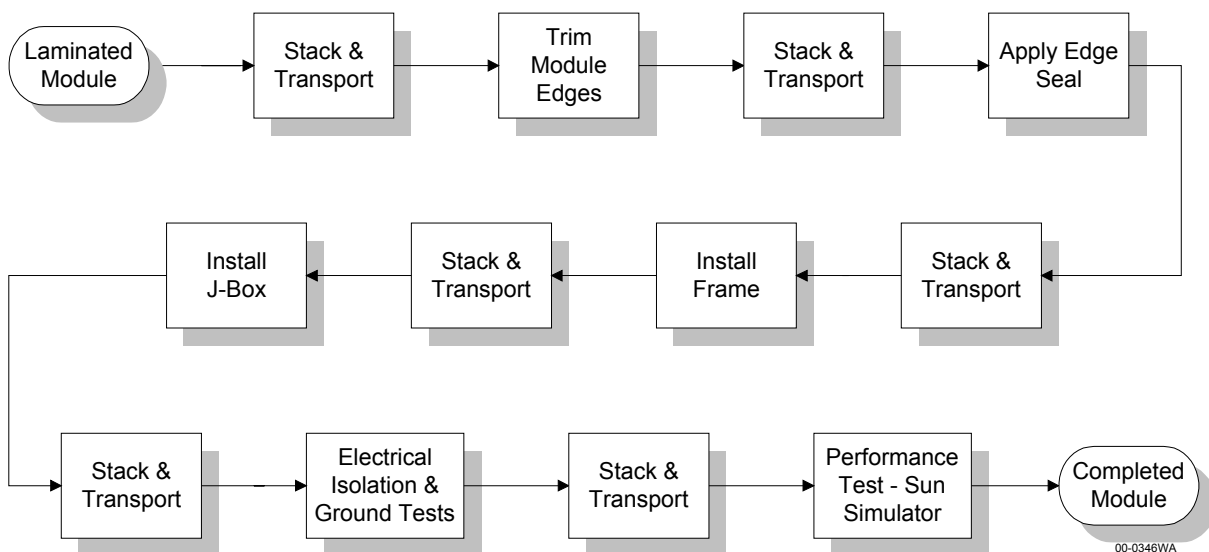 Laminated
Module
Stack &
Transport
Trim
Module
Edges
Stack &
Transport
Apply Edge
Seal
Stack &
Transport
Install
Frame
Stack &
Transport
Install
J-Box
Stack &
Transport
Electrical
Isolation &
Ground Tests
Stack &
Transport
Performance
Test - Sun
Simulator
Completed
Module
00-0346WA